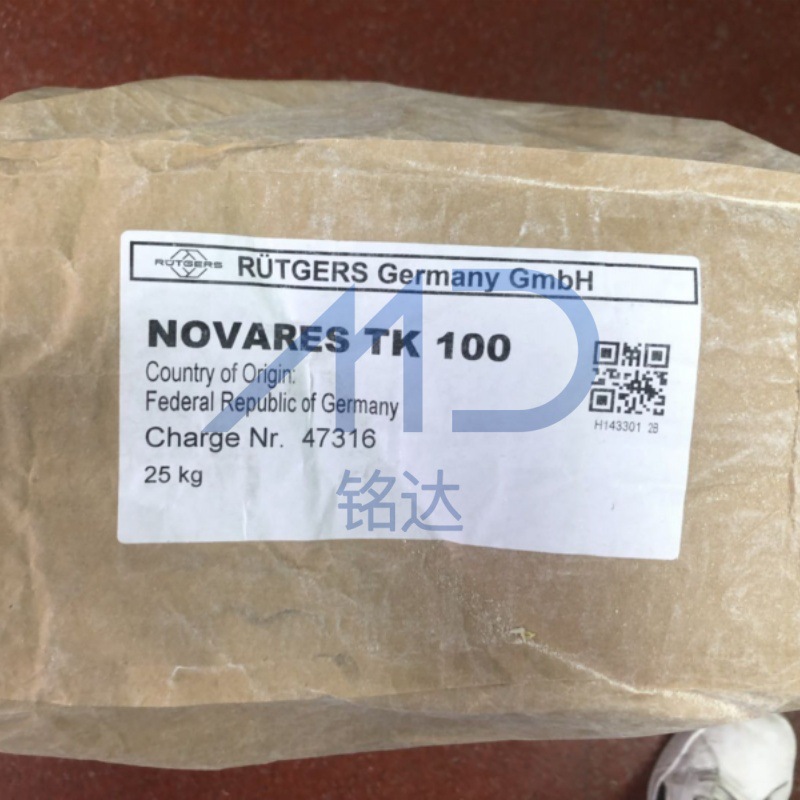 RÜTGERS
RÜTGERS Germany GmbH
NOVARES TK 100
Country of Origin:
Federal Republic of Germany
Charge Nr. 47316
25 kg
H143301 2B
MD
铭达